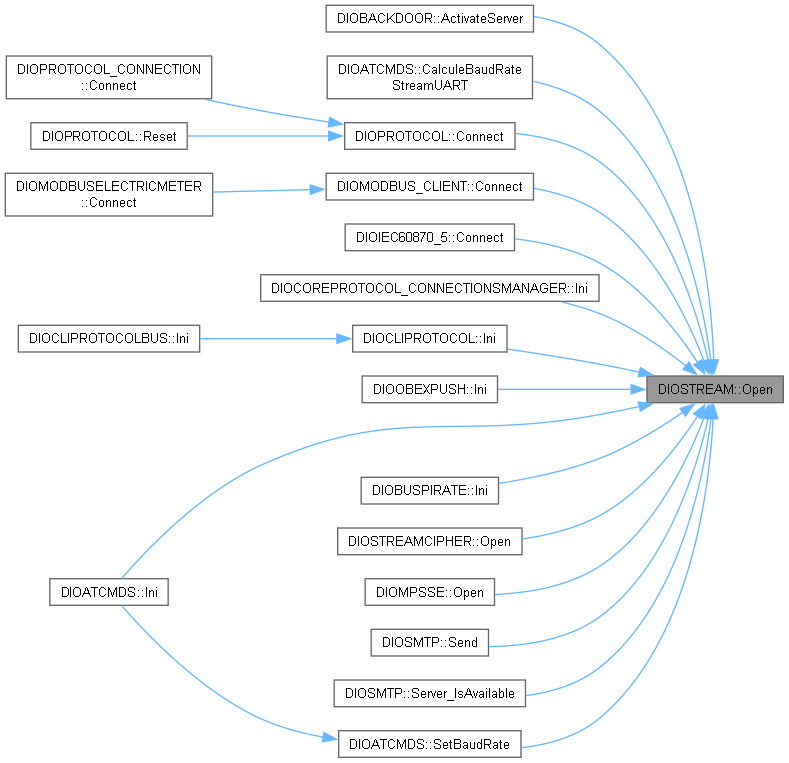 DIOBACKDOOR::ActivateServer
DIOATCMDS::CalculeBaudRate
StreamUART
DIOPROTOCOL_CONNECTION
::Connect
DIOPROTOCOL::Reset
DIOPROTOCOL::Connect
DIOMODBUSELECTRICMETER
::Connect
DIOMODBUS_CLIENT::Connect
DIOIEC60870_5::Connect
DIOCOREPROTOCOL_CONNECTIONSMANAGER::Ini
DIOCLIPROTOCOLBUS::Ini
DIOCLIPROTOCOL::Ini
DIOOBEXPUSH::Ini
DIOSTREAM::Open
DIOBUSPIRATE::Ini
DIOSTREAMCIPHER::Open
DIOATCMDS::Ini
DIOMPSSE::Open
DIOSMTP::Send
DIOSMTP::Server_IsAvailable
DIOATCMDS::SetBaudRate